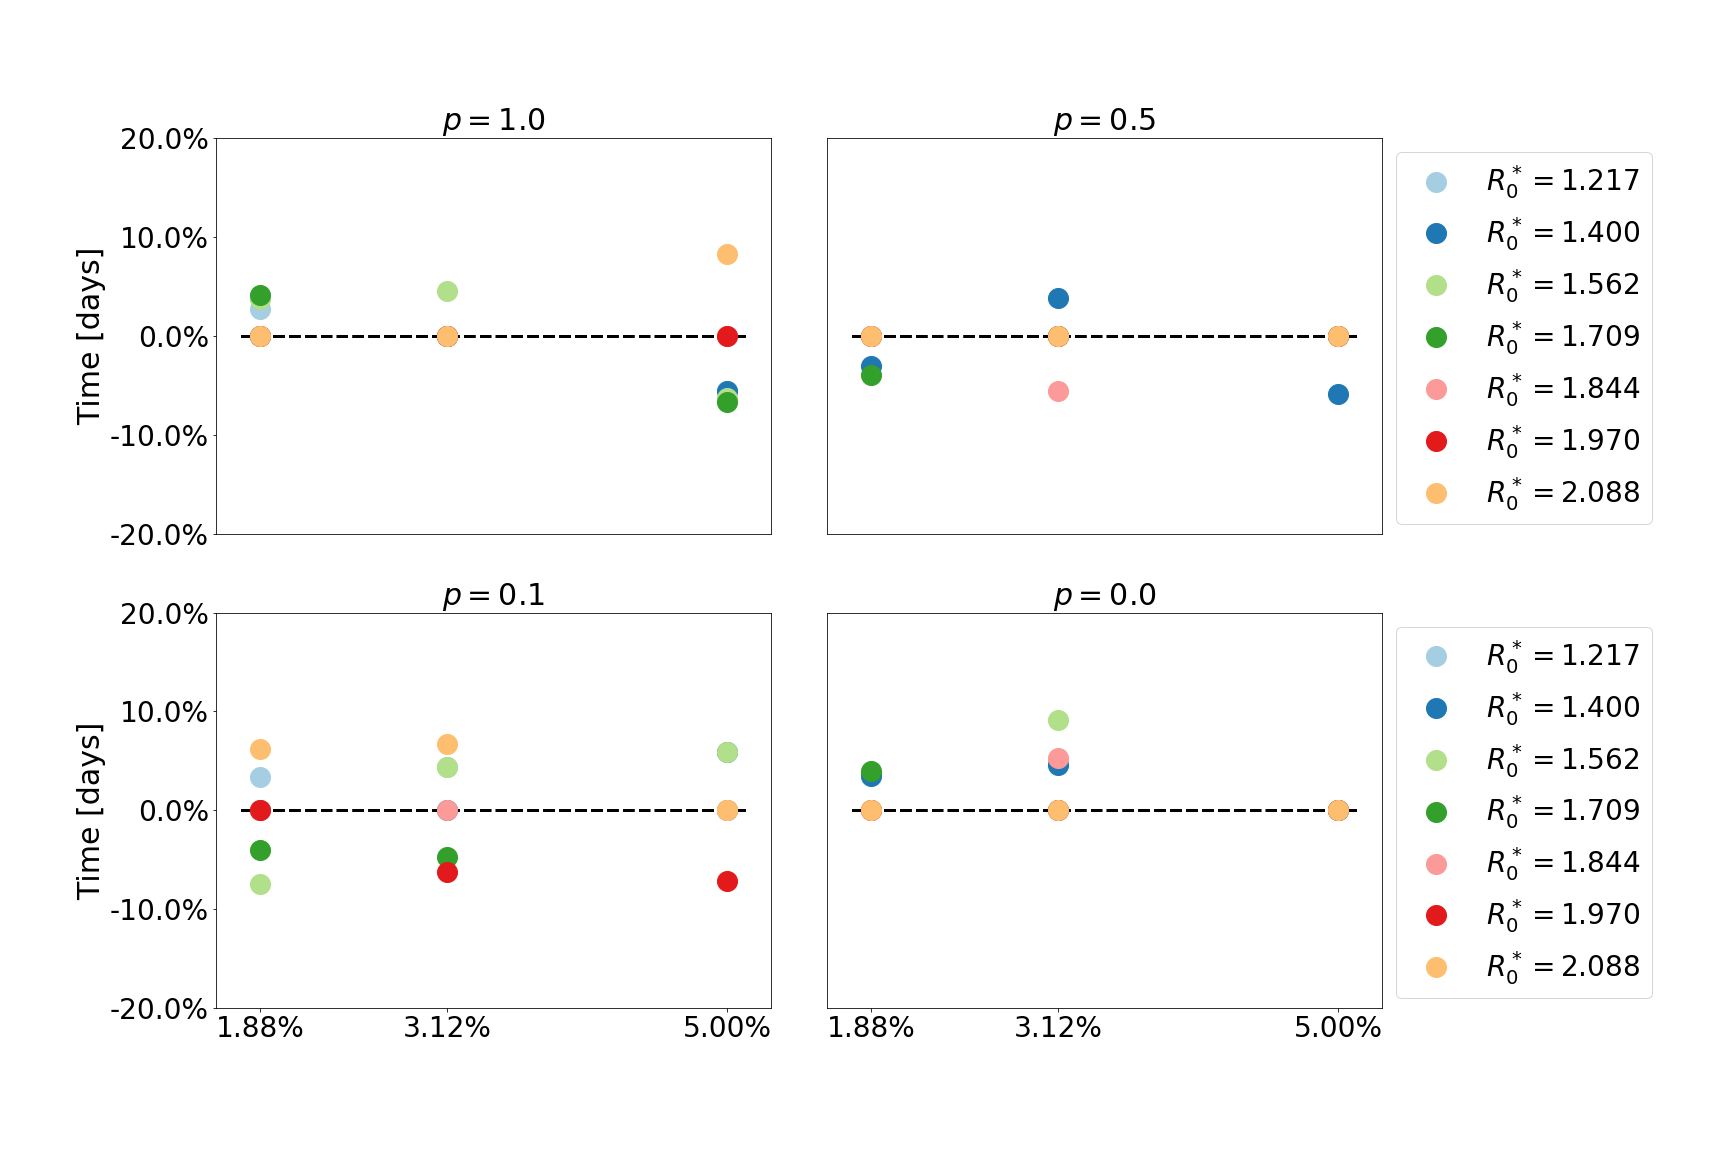 p = 1.0
p = 0.5
20.0%
10.0%
0.0%
-10.0%
-20.0%
Time [days]
R₀* = 1.217
R₀* = 1.400
R₀* = 1.562
R₀* = 1.709
R₀* = 1.844
R₀* = 1.970
R₀* = 2.088
p = 0.1
p = 0.0
20.0%
10.0%
0.0%
-10.0%
-20.0%
Time [days]
1.88% 3.12% 5.00%
1.88% 3.12% 5.00%
R₀* = 1.217
R₀* = 1.400
R₀* = 1.562
R₀* = 1.709
R₀* = 1.844
R₀* = 1.970
R₀* = 2.088